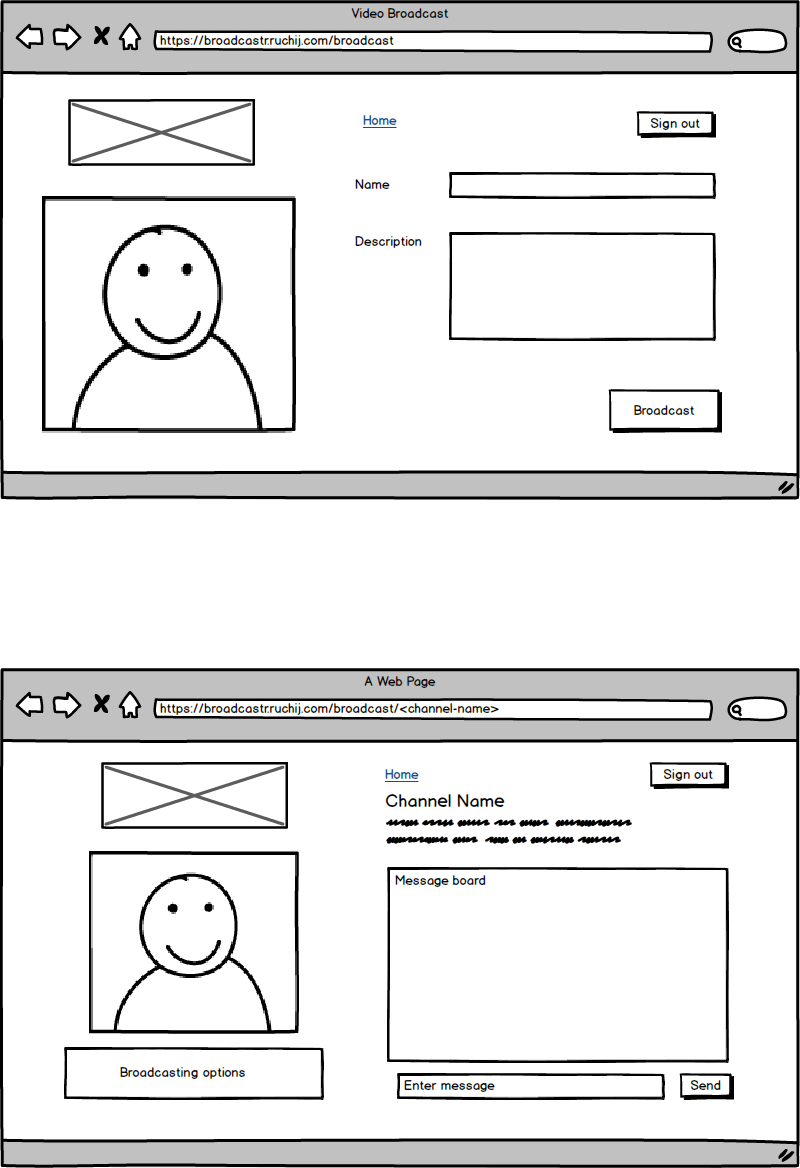 Video Broadcast
https://broadcastr.ruchij.com/broadcast
Home
Sign out
Name
Description
Broadcast
A Web Page
https://broadcastr.ruchij.com/broadcast/<channel-name>
Home
Sign out
Channel Name
Message board
Broadcasting options
Enter message
Send